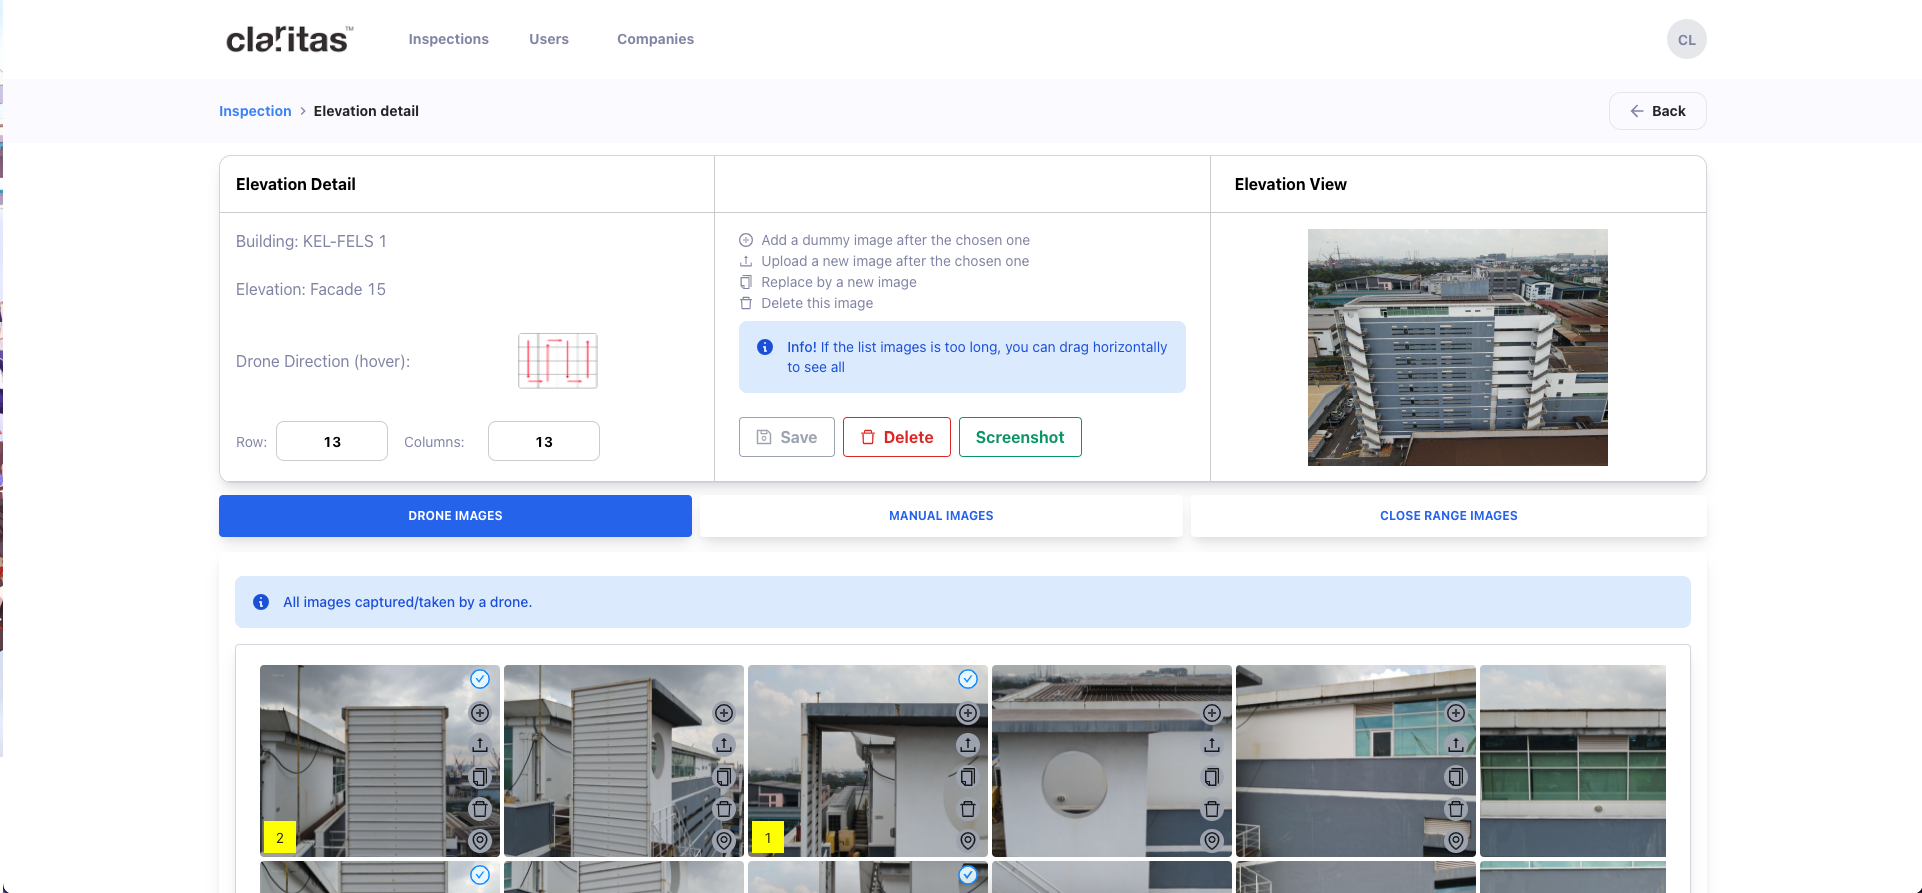 claritas™
Inspections
Users
Companies
CL
Inspection > Elevation detail
Back
Elevation Detail
Elevation View
Building: KEL-FELS 1
Elevation: Facade 15
Drone Direction (hover):
Row:
13
Columns:
13
Add a dummy image after the chosen one
Upload a new image after the chosen one
Replace by a new image
Delete this image
Info! If the list images is too long, you can drag horizontally
to see all
Save
Delete
Screenshot
DRONE IMAGES
MANUAL IMAGES
CLOSE RANGE IMAGES
All images captured/taken by a drone.
2
1